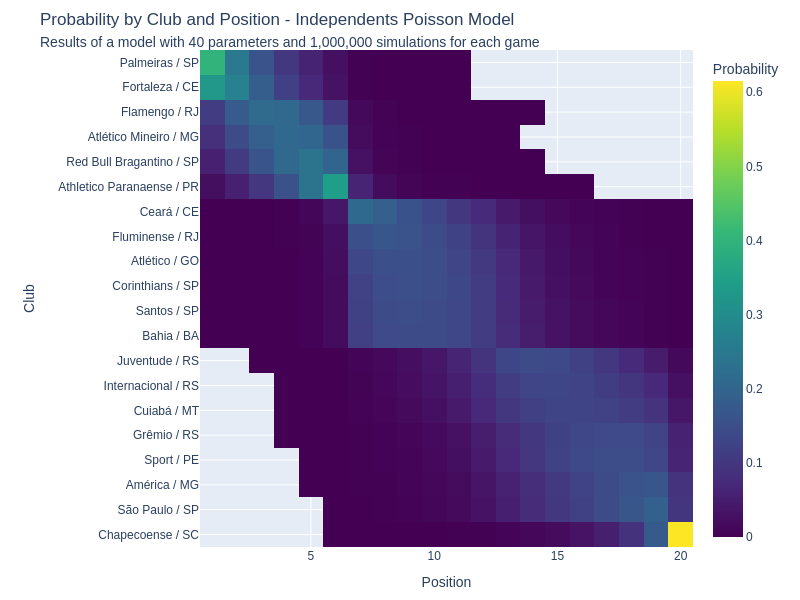 Probability by Club and Position - Independents Poisson Model
Results of a model with 40 parameters and 1,000,000 simulations for each game
Probability
Club
Palmeiras / SP
Fortaleza / CE
Flamengo / RJ
Atlético Mineiro / MG
Red Bull Bragantino / SP
Athletico Paranaense / PR
Ceará / CE
Fluminense / RJ
Atlético / GO
Corinthians / SP
Santos / SP
Bahia / BA
Juventude / RS
Internacional / RS
Cuiabá / MT
Grêmio / RS
Sport / PE
América / MG
São Paulo / SP
Chapecoense / SC
0.6
0.5
0.4
0.3
0.2
0.1
0
5
10
15
20
Position